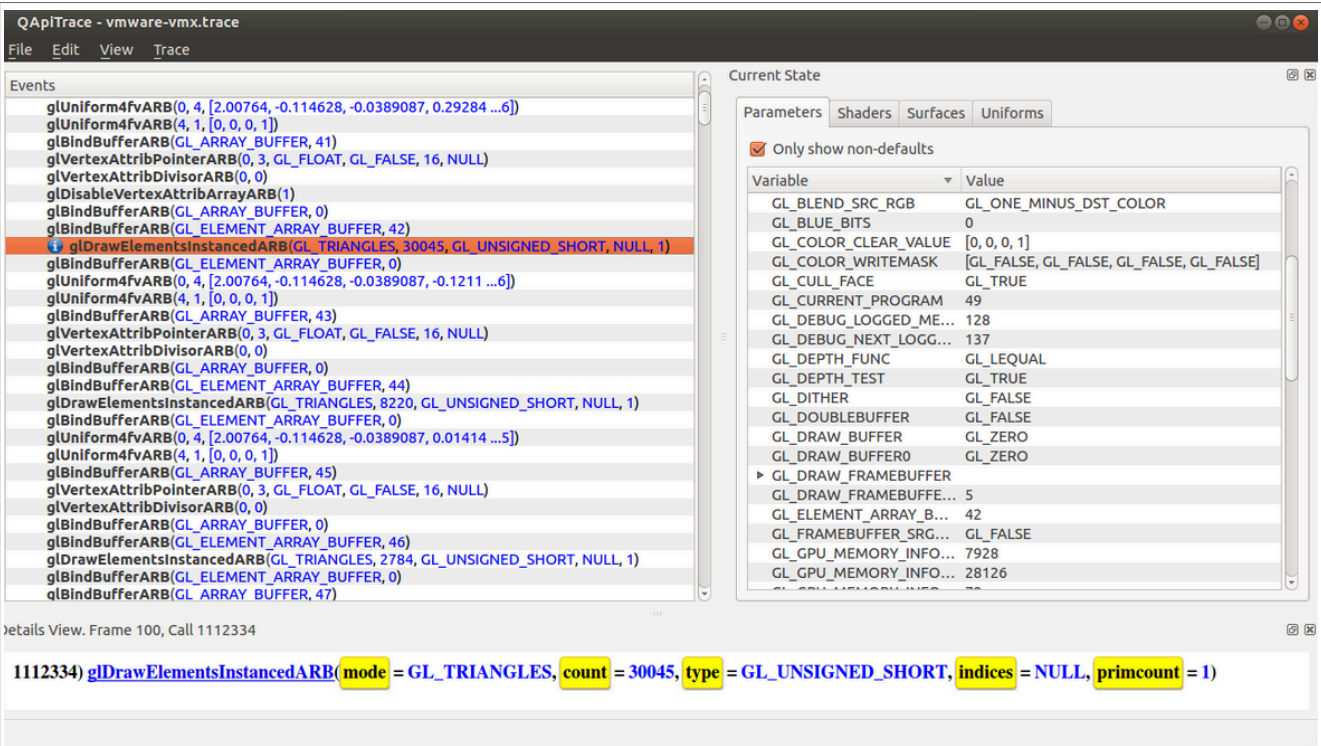 QApiTrace - vmware-vmx.trace
File Edit View Trace
Events
glUniform4fvARB(0, 4, [2.00764, -0.114628, -0.0389087, 0.29284 ...6])
glUniform4fvARB(4, 1, [0, 0, 0, 1])
glBindBufferARB(GL_ARRAY_BUFFER, 41)
glVertexAttribPointerARB(0, 3, GL_FLOAT, GL_FALSE, 16, NULL)
glVertexAttribDivisorARB(0, 0)
glDisableVertexAttribArrayARB(1)
glBindBufferARB(GL_ARRAY_BUFFER, 0)
glBindBufferARB(GL_ELEMENT_ARRAY_BUFFER, 42)
glDrawElementsInstancedARB(GL_TRIANGLES, 30045, GL_UNSIGNED_SHORT, NULL, 1)
glBindBufferARB(GL_ELEMENT_ARRAY_BUFFER, 0)
glUniform4fvARB(0, 4, [2.00764, -0.114628, -0.0389087, -0.1211 ...6])
glUniform4fvARB(4, 1, [0, 0, 0, 1])
glBindBufferARB(GL_ARRAY_BUFFER, 43)
glVertexAttribPointerARB(0, 3, GL_FLOAT, GL_FALSE, 16, NULL)
glVertexAttribDivisorARB(0, 0)
glBindBufferARB(GL_ARRAY_BUFFER, 0)
glBindBufferARB(GL_ELEMENT_ARRAY_BUFFER, 44)
glDrawElementsInstancedARB(GL_TRIANGLES, 8220, GL_UNSIGNED_SHORT, NULL, 1)
glBindBufferARB(GL_ELEMENT_ARRAY_BUFFER, 0)
glUniform4fvARB(0, 4, [2.00764, -0.114628, -0.0389087, 0.01414 ...5])
glUniform4fvARB(4, 1, [0, 0, 0, 1])
glBindBufferARB(GL_ARRAY_BUFFER, 45)
glVertexAttribPointerARB(0, 3, GL_FLOAT, GL_FALSE, 16, NULL)
glVertexAttribDivisorARB(0, 0)
glBindBufferARB(GL_ARRAY_BUFFER, 0)
glBindBufferARB(GL_ELEMENT_ARRAY_BUFFER, 46)
glDrawElementsInstancedARB(GL_TRIANGLES, 2784, GL_UNSIGNED_SHORT, NULL, 1)
glBindBufferARB(GL_ELEMENT_ARRAY_BUFFER, 0)
glBindBufferARB(GL_ARRAY_BUFFER, 47)
Current State
Parameters Shaders Surfaces Uniforms
Only show non-defaults
Variable Value
GL_BLEND_SRC_RGB GL_ONE_MINUS_DST_COLOR
GL_BLUE_BITS 0
GL_COLOR_CLEAR_VALUE [0, 0, 0, 1]
GL_COLOR_WRITEMASK [GL_FALSE, GL_FALSE, GL_FALSE, GL_FALSE]
GL_CULL_FACE GL_TRUE
GL_CURRENT_PROGRAM 49
GL_DEBUG_LOGGED_ME... 128
GL_DEBUG_NEXT_LOGG... 137
GL_DEPTH_FUNC GL_LEQUAL
GL_DEPTH_TEST GL_TRUE
GL_DITHER GL_FALSE
GL_DOUBLEBUFFER GL_FALSE
GL_DRAW_BUFFER GL_ZERO
GL_DRAW_BUFFER0 GL_ZERO
GL_DRAW_FRAMEBUFFER
GL_DRAW_FRAMEBUFFE... 5
GL_ELEMENT_ARRAY_B... 42
GL_FRAMEBUFFER_SRG... GL_FALSE
GL_GPU_MEMORY_INFO... 7928
GL_GPU_MEMORY_INFO... 28126
Details View. Frame 100, Call 1112334
1112334) glDrawElementsInstancedARB(mode = GL_TRIANGLES, count = 30045, type = GL_UNSIGNED_SHORT, indices = NULL, primcount = 1)